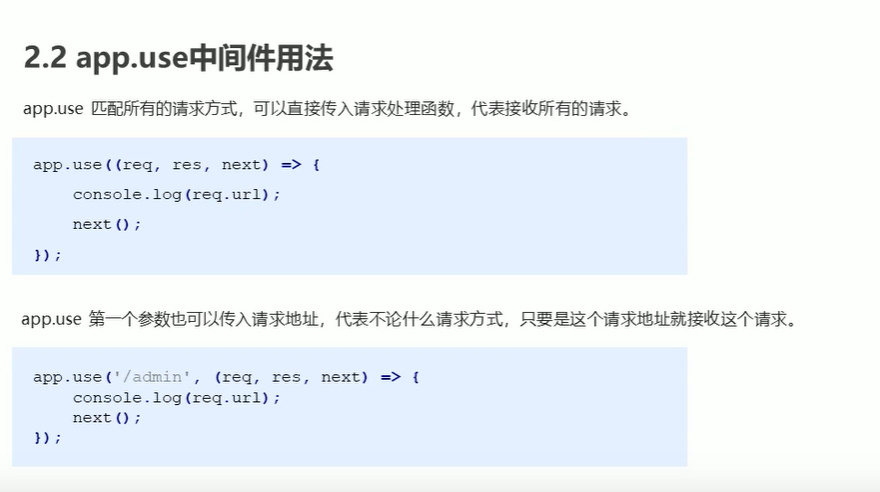 2.2 app.use中间件用法
app.use 匹配所有的请求方式，可以直接传入请求处理函数，代表接收所有的请求。
app.use((req, res, next) => {
    console.log(req.url);
    next();
});
app.use 第一个参数也可以传入请求地址，代表不论什么请求方式，只要是这个请求地址就接收这个请求。
app.use('/admin', (req, res, next) => {
    console.log(req.url);
    next();
});